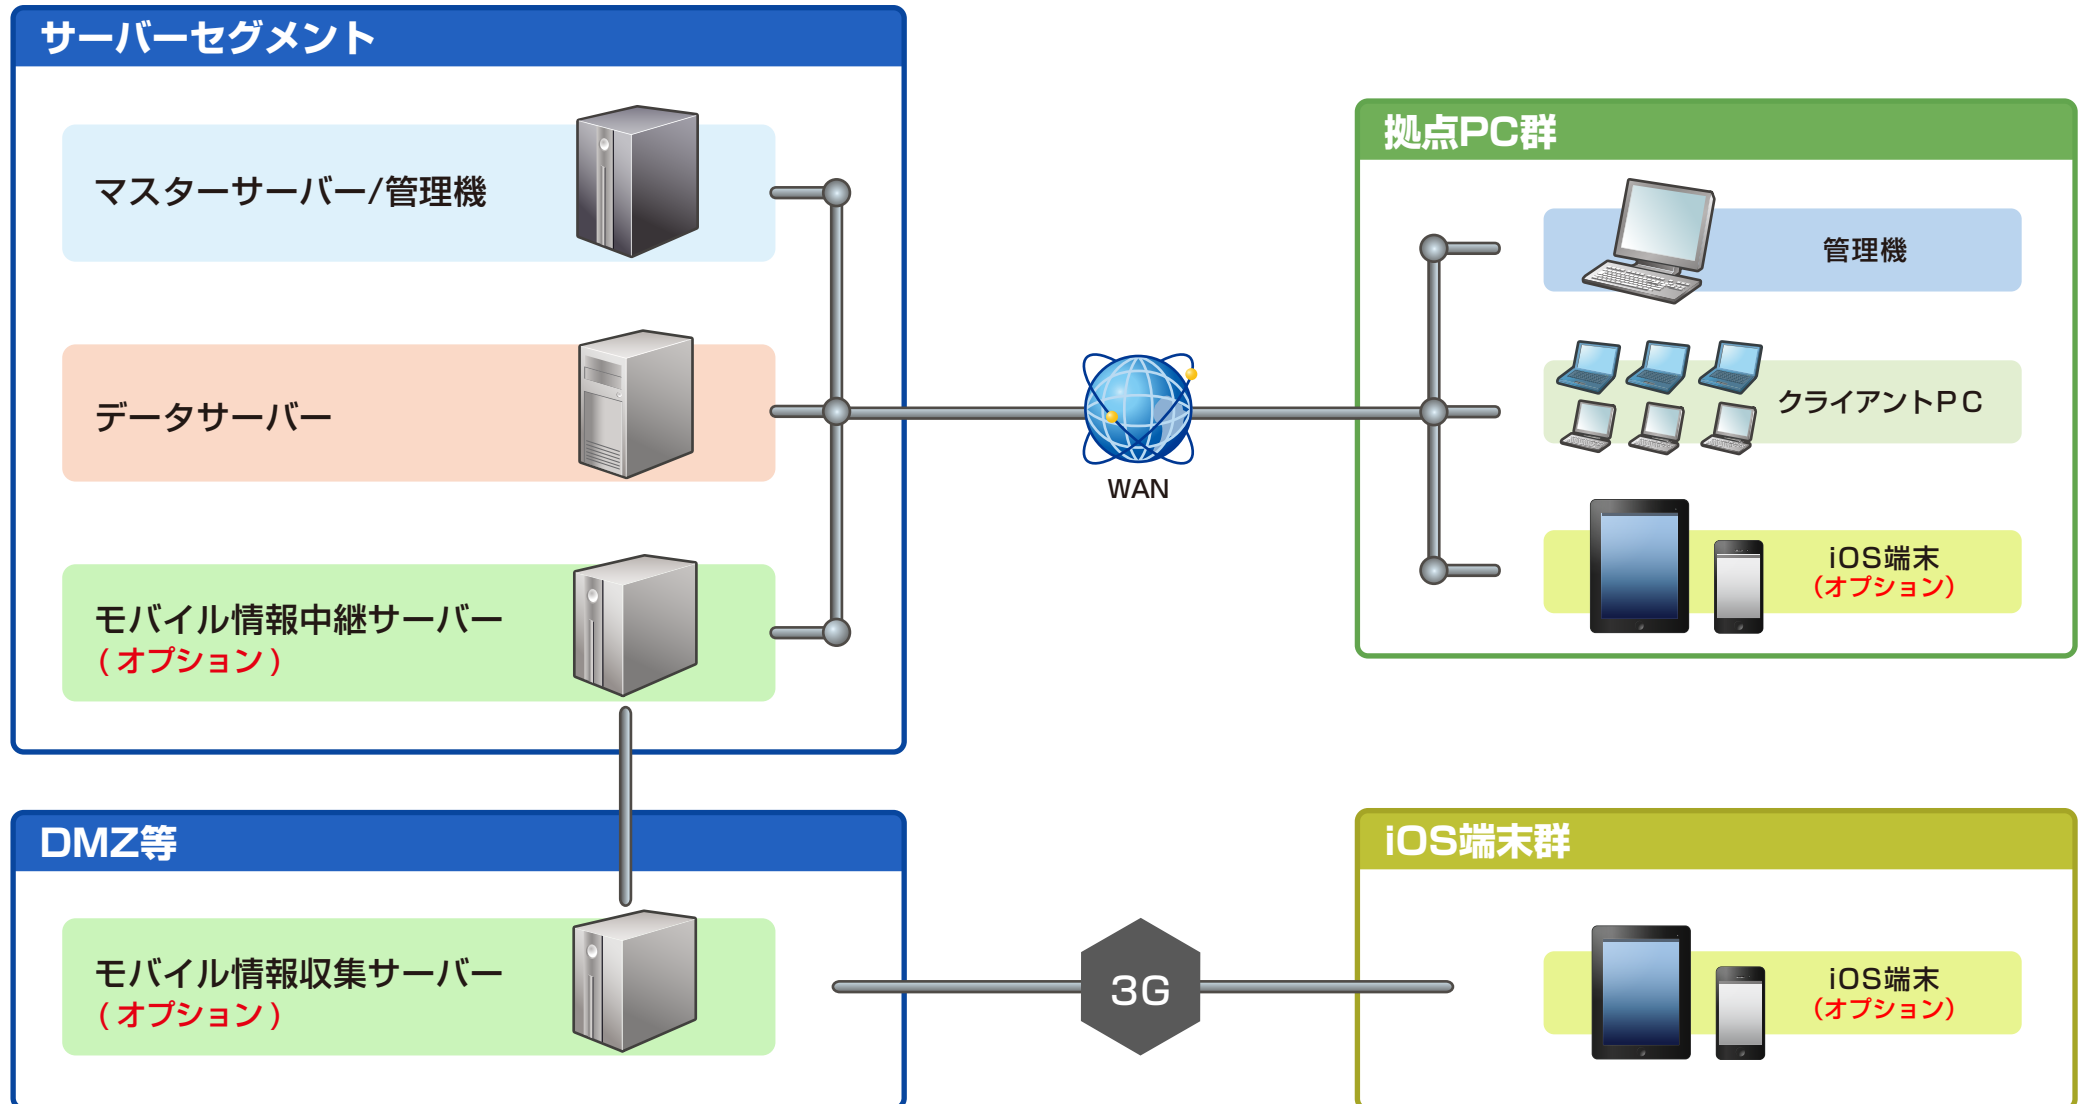 サーバーセグメント
マスターサーバー/管理機
データサーバー
モバイル情報中継サーバー
(オプション)
WAN
拠点PC群
管理機
クライアントPC
iOS端末
(オプション)
DMZ等
モバイル情報収集サーバー
(オプション)
3G
iOS端末群
iOS端末
(オプション)